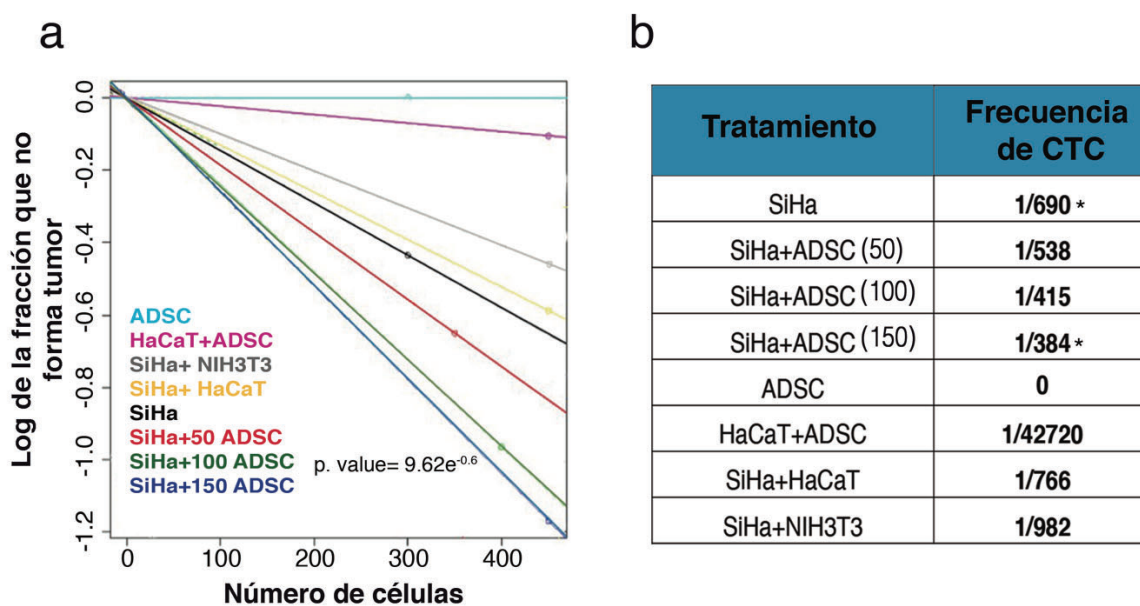 a
Log de la fracción que no
forma tumor
0.0
-0.2
-0.4
-0.6
-0.8
-1.0
-1.2
ADSC
HaCaT+ADSC
SiHa+ NIH3T3
SiHa+ HaCaT
SiHa
SiHa+50 ADSC
SiHa+100 ADSC
SiHa+150 ADSC
p. value= 9.62e-0.6
0 100 200 300 400
Número de células
b
Tratamiento Frecuencia
de CTC
SiHa 1/690 *
SiHa+ADSC (50) 1/538
SiHa+ADSC (100) 1/415
SiHa+ADSC (150) 1/384 *
ADSC 0
HaCaT+ADSC 1/42720
SiHa+HaCaT 1/766
SiHa+NIH3T3 1/982